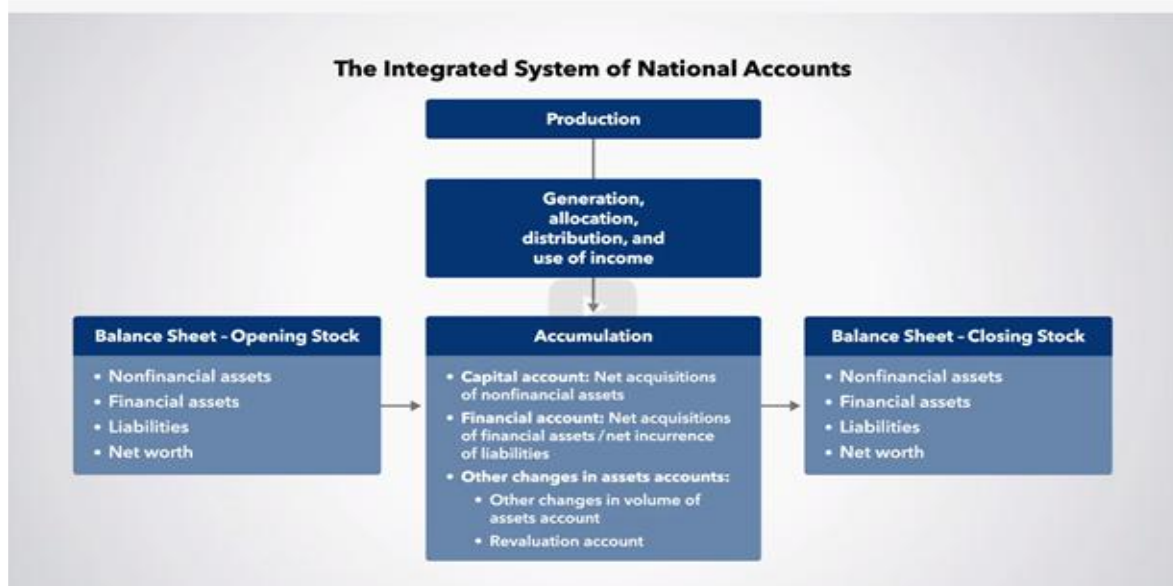 The Integrated System of National Accounts
Production
Generation,
allocation,
distribution, and
use of income
Balance Sheet - Opening Stock
• Nonfinancial assets
• Financial assets
• Liabilities
• Net worth
Accumulation
• Capital account: Net acquisitions
of nonfinancial assets
• Financial account: Net acquisitions
of financial assets / net incurrence
of liabilities
• Other changes in assets accounts:
• Other changes in volume of
assets account
• Revaluation account
Balance Sheet - Closing Stock
• Nonfinancial assets
• Financial assets
• Liabilities
• Net worth